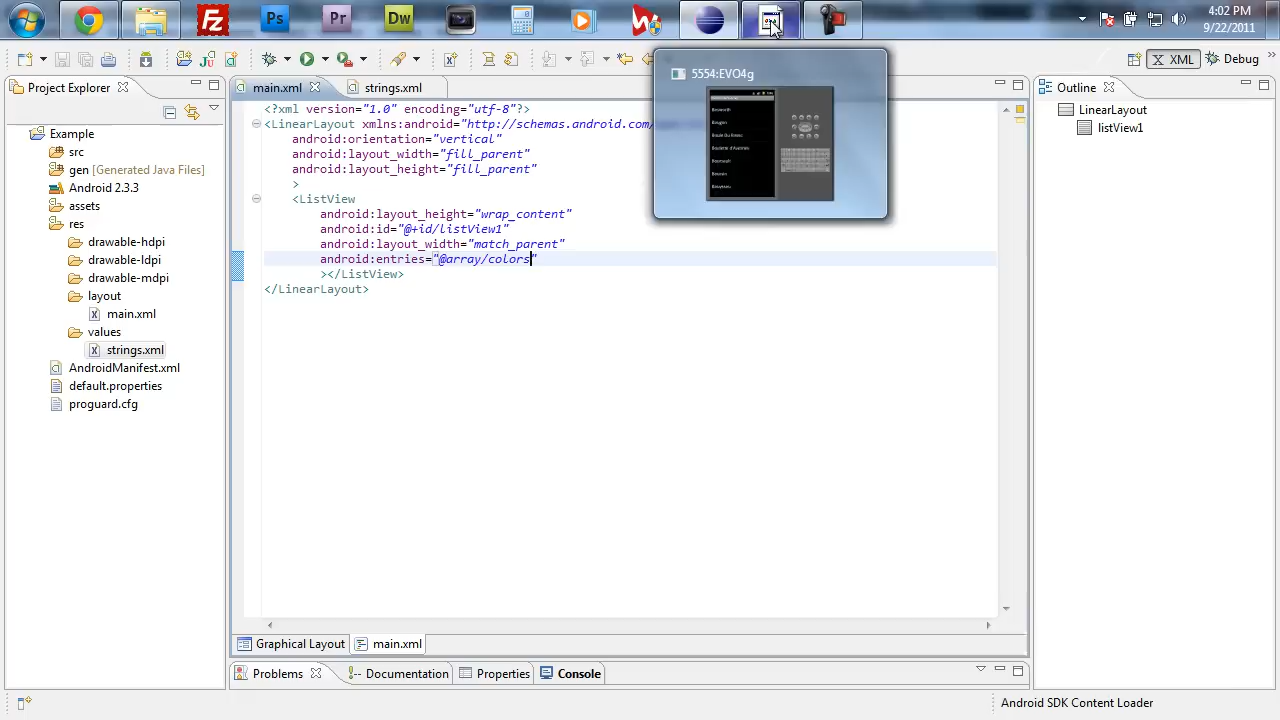 Fz
Ps
Pr
Dw
4:02 PM
9/22/2011
XML
Debug
Project Explorer
strings.xml
5554:EVO4g
Outline
Example
src
gen [Generated Java Files]
Android 2.3.3
assets
res
drawable-hdpi
drawable-ldpi
drawable-mdpi
layout
main.xml
values
strings.xml
AndroidManifest.xml
default.properties
proguard.cfg
<?xml version="1.0" encoding="utf-8"?>
<LinearLayout xmlns:android="http://schemas.android.com/
android:orientation="vertical"
android:layout_width="fill_parent"
android:layout_height="fill_parent"
>
<ListView
android:layout_height="wrap_content"
android:id="@+id/listView1"
android:layout_width="match_parent"
android:entries="@array/colors"
></ListView>
</LinearLayout>
LinearLayout
listView1
Graphical Layout
main.xml
Problems
Documentation
Properties
Console
Android SDK Content Loader